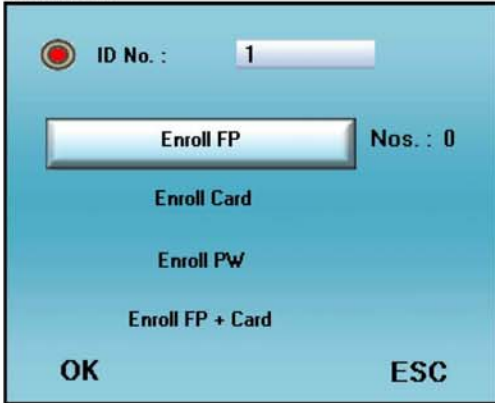 ID No. : 1
Enroll FP Nos. : 0
Enroll Card
Enroll PW
Enroll FP + Card
OK ESC